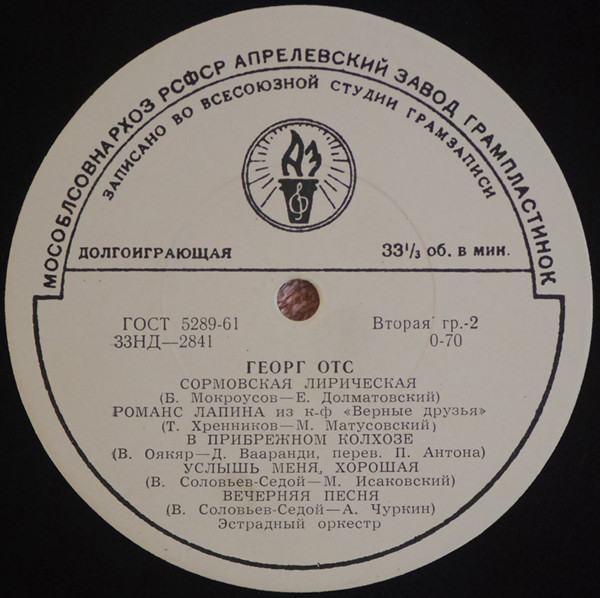 МОСОБЛСОВНАРХОЗ РСФСР АПРЕЛЕВСКИЙ ЗАВОД ГРАМПЛАСТИНОК
ЗАПИСАНО ВО ВСЕСОЮЗНОЙ СТУДИИ ГРАМЗАПИСИ
АЗ
ДОЛГОИГРАЮЩАЯ 33⅓ ОБ. В МИН.
ГОСТ 5289-61 Вторая гр.-2
33НД—2841 0-70
ГЕОРГ ОТС
СОРМОВСКАЯ ЛИРИЧЕСКАЯ
(Б. Мокроусов—Е. Долматовский)
РОМАНС ЛАПИНА из к-ф «Верные друзья»
(Т. Хренников—М. Матусовский)
В ПРИБРЕЖНОМ КОЛХОЗЕ
(В. Оякяр—Д. Вааранди, перев. П. Антона)
УСЛЫШЬ МЕНЯ, ХОРОШАЯ
(В. Соловьев-Седой—М. Исаковский)
ВЕЧЕРНЯЯ ПЕСНЯ
(В. Соловьев-Седой—А. Чуркин)
Эстрадный оркестр